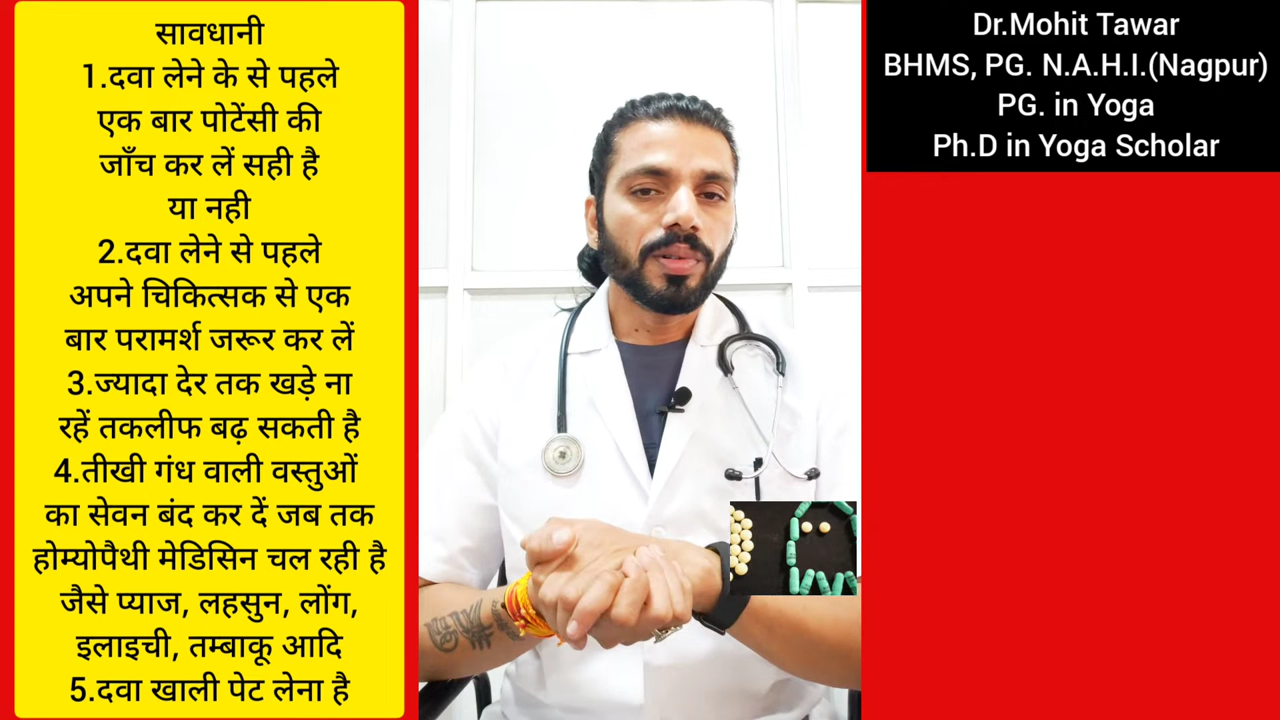 सावधानी
1.दवा लेने के से पहले
एक बार पोटेंसी की
जाँच कर लें सही है
या नही
2.दवा लेने से पहले
अपने चिकित्सक से एक
बार परामर्श जरूर कर लें
3.ज्यादा देर तक खड़े ना
रहें तकलीफ बढ़ सकती है
4.तीखी गंध वाली वस्तुओं
का सेवन बंद कर दें जब तक
होम्योपैथी मेडिसिन चल रही है
जैसे प्याज, लहसुन, लोंग,
इलाइची, तम्बाकू आदि
5.दवा खाली पेट लेना है
Dr.Mohit Tawar
BHMS, PG. N.A.H.I.(Nagpur)
PG. in Yoga
Ph.D in Yoga Scholar